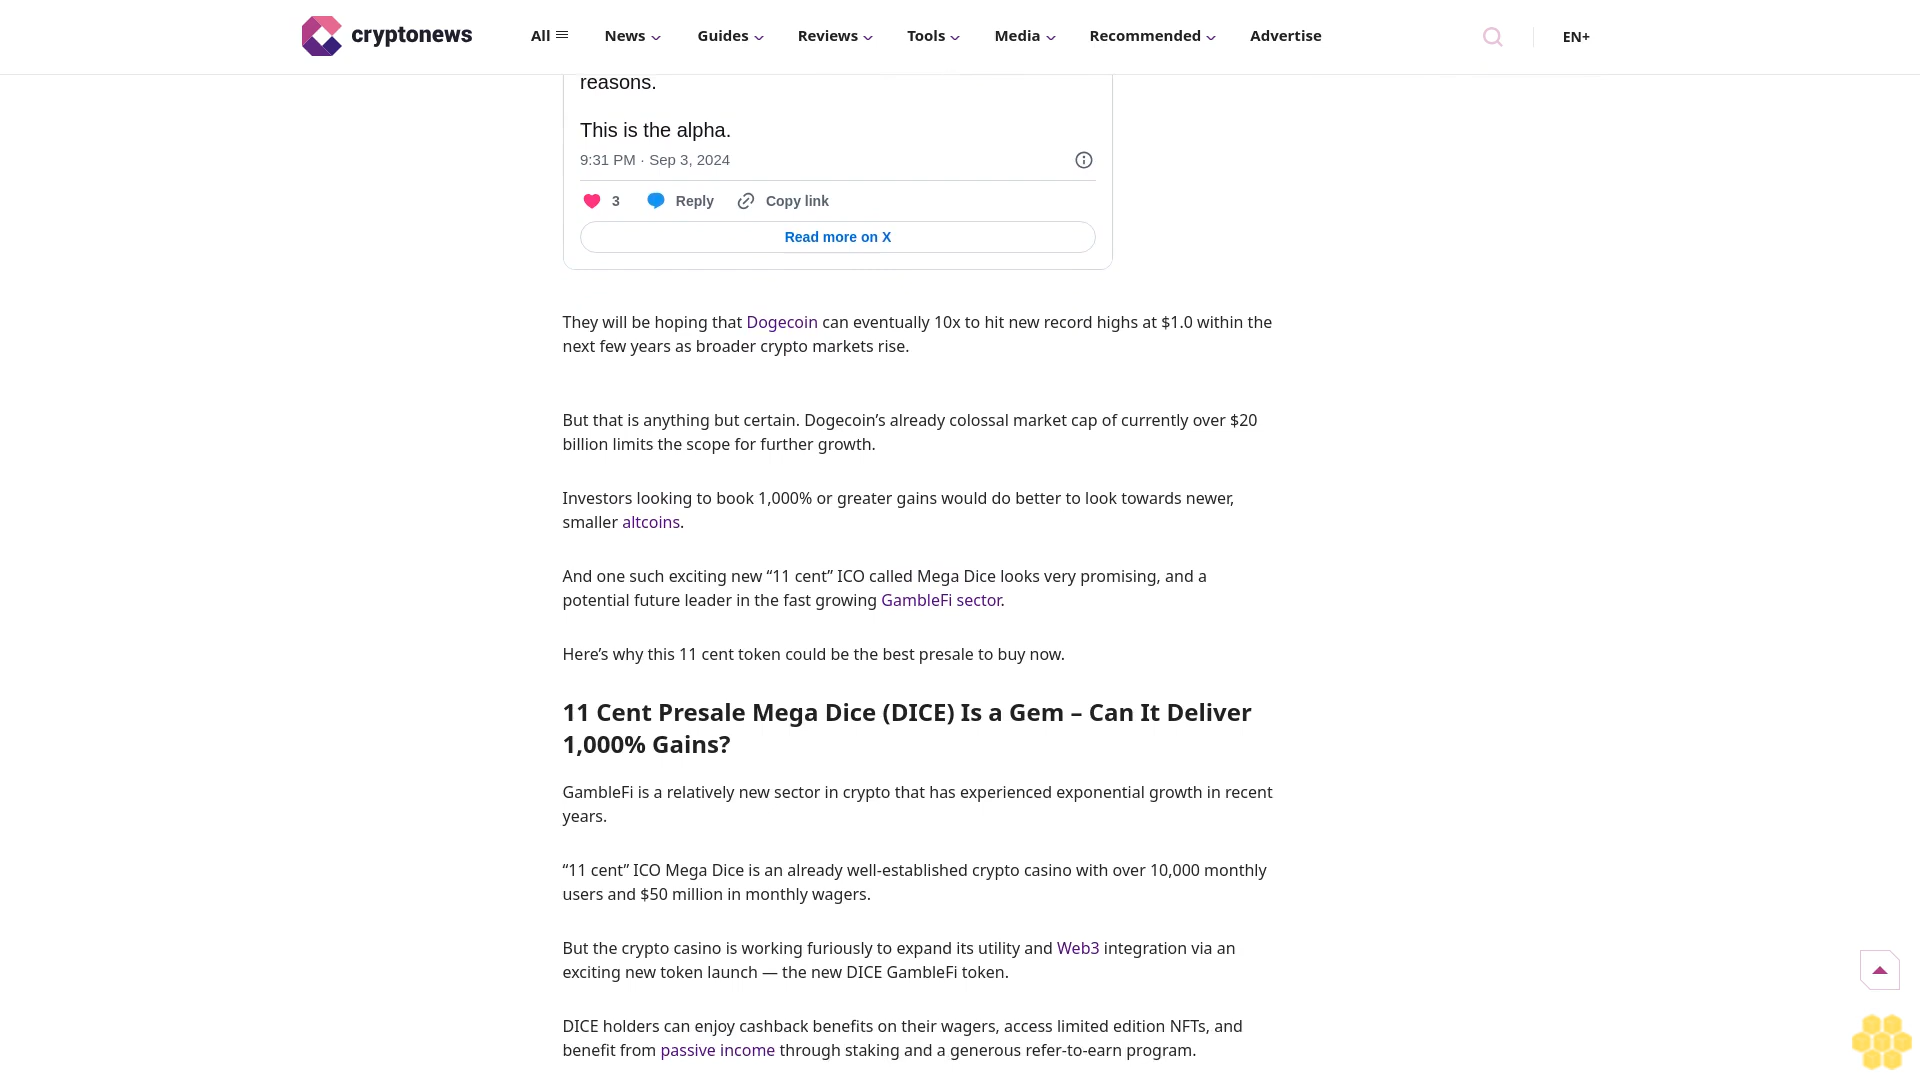 cryptonews
All
News
Guides
Reviews
Tools
Media
Recommended
Advertise
EN+
reasons.
This is the alpha.
9:31 PM · Sep 3, 2024
3
Reply
Copy link
Read more on X
They will be hoping that Dogecoin can eventually 10x to hit new record highs at $1.0 within the
next few years as broader crypto markets rise.
But that is anything but certain. Dogecoin’s already colossal market cap of currently over $20
billion limits the scope for further growth.
Investors looking to book 1,000% or greater gains would do better to look towards newer,
smaller altcoins.
And one such exciting new “11 cent” ICO called Mega Dice looks very promising, and a
potential future leader in the fast growing GambleFi sector.
Here’s why this 11 cent token could be the best presale to buy now.
11 Cent Presale Mega Dice (DICE) Is a Gem – Can It Deliver
1,000% Gains?
GambleFi is a relatively new sector in crypto that has experienced exponential growth in recent
years.
“11 cent” ICO Mega Dice is an already well-established crypto casino with over 10,000 monthly
users and $50 million in monthly wagers.
But the crypto casino is working furiously to expand its utility and Web3 integration via an
exciting new token launch — the new DICE GambleFi token.
DICE holders can enjoy cashback benefits on their wagers, access limited edition NFTs, and
benefit from passive income through staking and a generous refer-to-earn program.